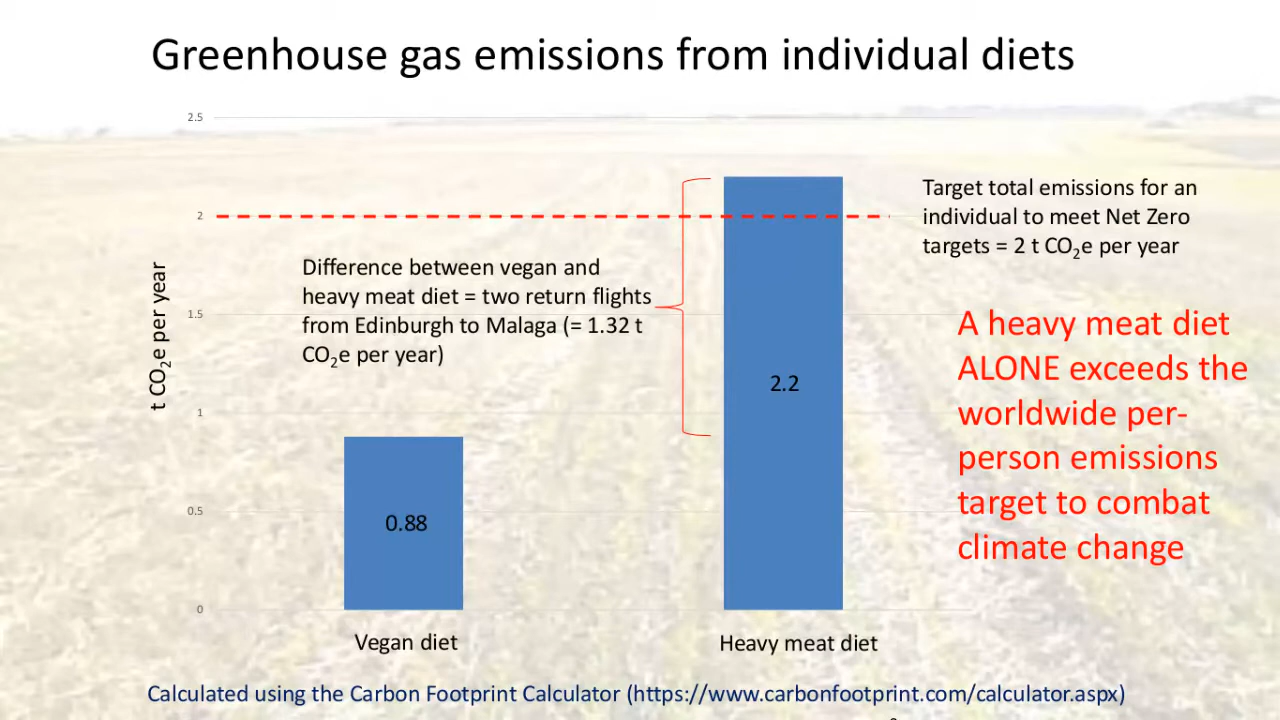 Greenhouse gas emissions from individual diets
2.5
2
1.5
1
0.5
0
t CO₂e per year
Difference between vegan and
heavy meat diet = two return flights
from Edinburgh to Malaga (= 1.32 t
CO₂e per year)
0.88
2.2
Vegan diet
Heavy meat diet
Target total emissions for an
individual to meet Net Zero
targets = 2 t CO₂e per year
A heavy meat diet
ALONE exceeds the
worldwide per-
person emissions
target to combat
climate change
Calculated using the Carbon Footprint Calculator (https://www.carbonfootprint.com/calculator.aspx)